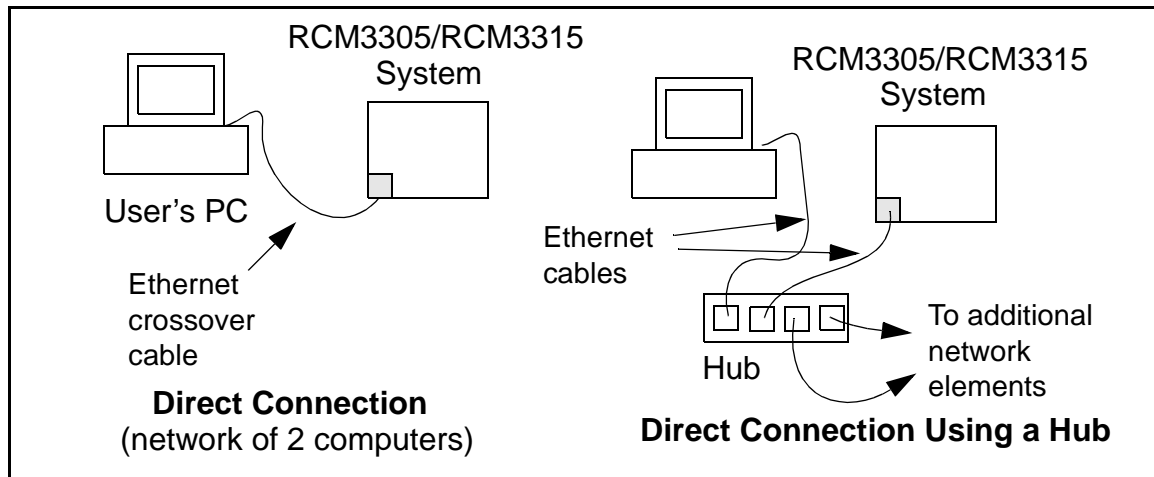 RCM3305/RCM3315
System
User's PC
Ethernet
crossover
cable
Direct Connection
(network of 2 computers)
RCM3305/RCM3315
System
Ethernet
cables
Hub
To additional
network
elements
Direct Connection Using a Hub